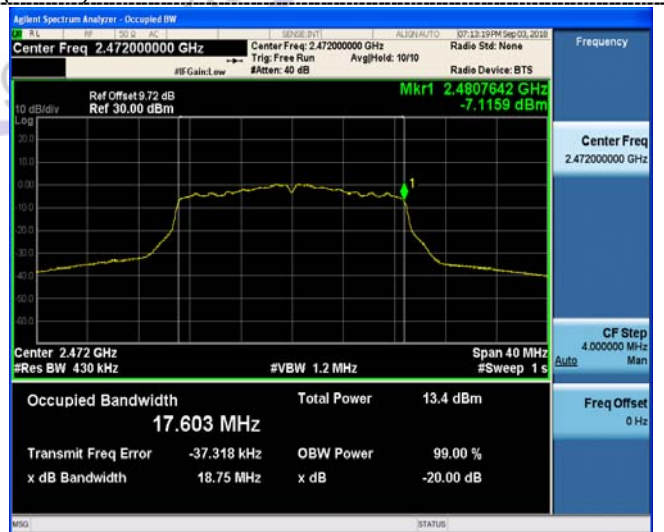 Agilent Spectrum Analyzer - Occupied BW
RL RF 50 Ω AC SENSE:INT ALIGN AUTO 07:13:19 PM Sep 03, 2018
Center Freq 2.472000000 GHz Center Freq: 2.472000000 GHz Radio Std: None
Trig: Free Run Avg|Hold: 10/10
#IFGain:Low #Atten: 40 dB Radio Device: BTS
Ref Offset 9.72 dB Mkr1 2.4807642 GHz
10 dB/div Ref 30.00 dBm -7.1159 dBm
Log
20.0
10.0
0.00
-10.0
-20.0
-30.0
-40.0
-50.0
-60.0
1
Center 2.472 GHz Span 40 MHz
#Res BW 430 kHz #VBW 1.2 MHz #Sweep 1 s
Occupied Bandwidth Total Power 13.4 dBm
17.603 MHz
Transmit Freq Error -37.318 kHz OBW Power 99.00 %
x dB Bandwidth 18.75 MHz x dB -20.00 dB
MSG STATUS
Frequency
Center Freq
2.472000000 GHz
CF Step
4.000000 MHz
Auto Man
Freq Offset
0 Hz